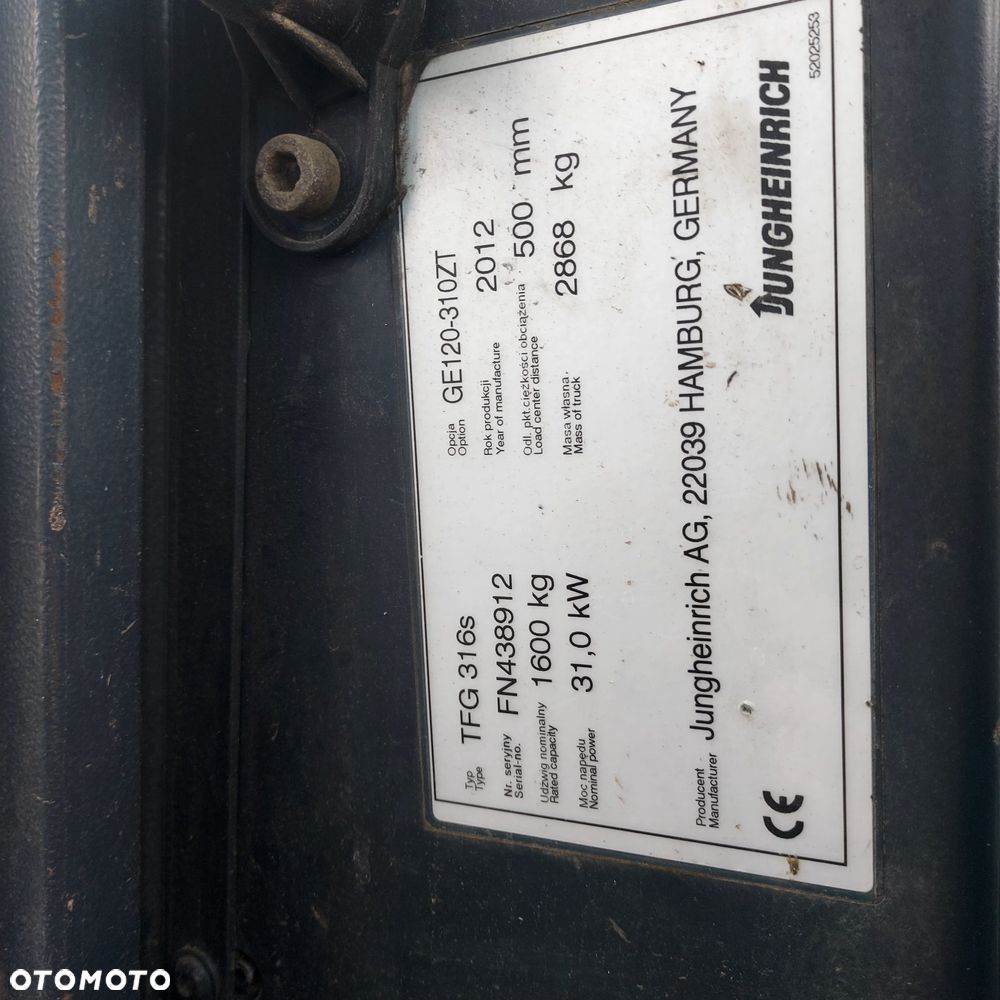 Typ
Type
TFG 316s
Opcja
Option
GE120-310ZT
Nr. seryjny
Serial-no.
FN438912
Rok produkcji
Year of manufacture
2012
Udźwig nominalny
Rated capacity
1600 kg
Odl. pkt.ciężkości obciążenia
Load center distance
500 mm
Moc napędu
Nominal power
31,0 kW
Masa własna
Mass of truck
2868 kg
Producent
Manufacturer
Jungheinrich AG, 22039 HAMBURG, GERMANY
CE
JUNGHEINRICH
52025253
OTOMOTO